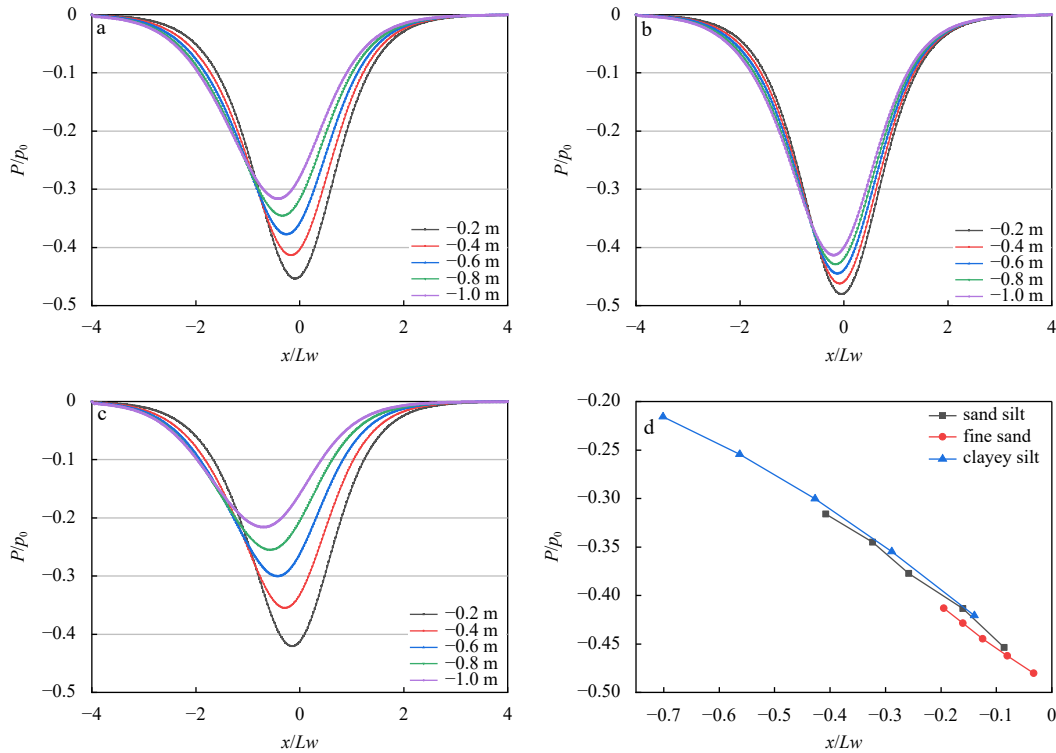 a
0
−0.1
−0.2
−0.3
−0.4
−0.5
P/p₀
−4
−2
0
2
4
x/Lw
−0.2 m
−0.4 m
−0.6 m
−0.8 m
−1.0 m
b
0
−0.1
−0.2
−0.3
−0.4
−0.5
P/p₀
−4
−2
0
2
4
x/Lw
−0.2 m
−0.4 m
−0.6 m
−0.8 m
−1.0 m
c
0
−0.1
−0.2
−0.3
−0.4
−0.5
P/p₀
−4
−2
0
2
4
x/Lw
−0.2 m
−0.4 m
−0.6 m
−0.8 m
−1.0 m
d
−0.20
−0.25
−0.30
−0.35
−0.40
−0.45
−0.50
P/p₀
−0.7
−0.6
−0.5
−0.4
−0.3
−0.2
−0.1
0
x/Lw
sand silt
fine sand
clayey silt